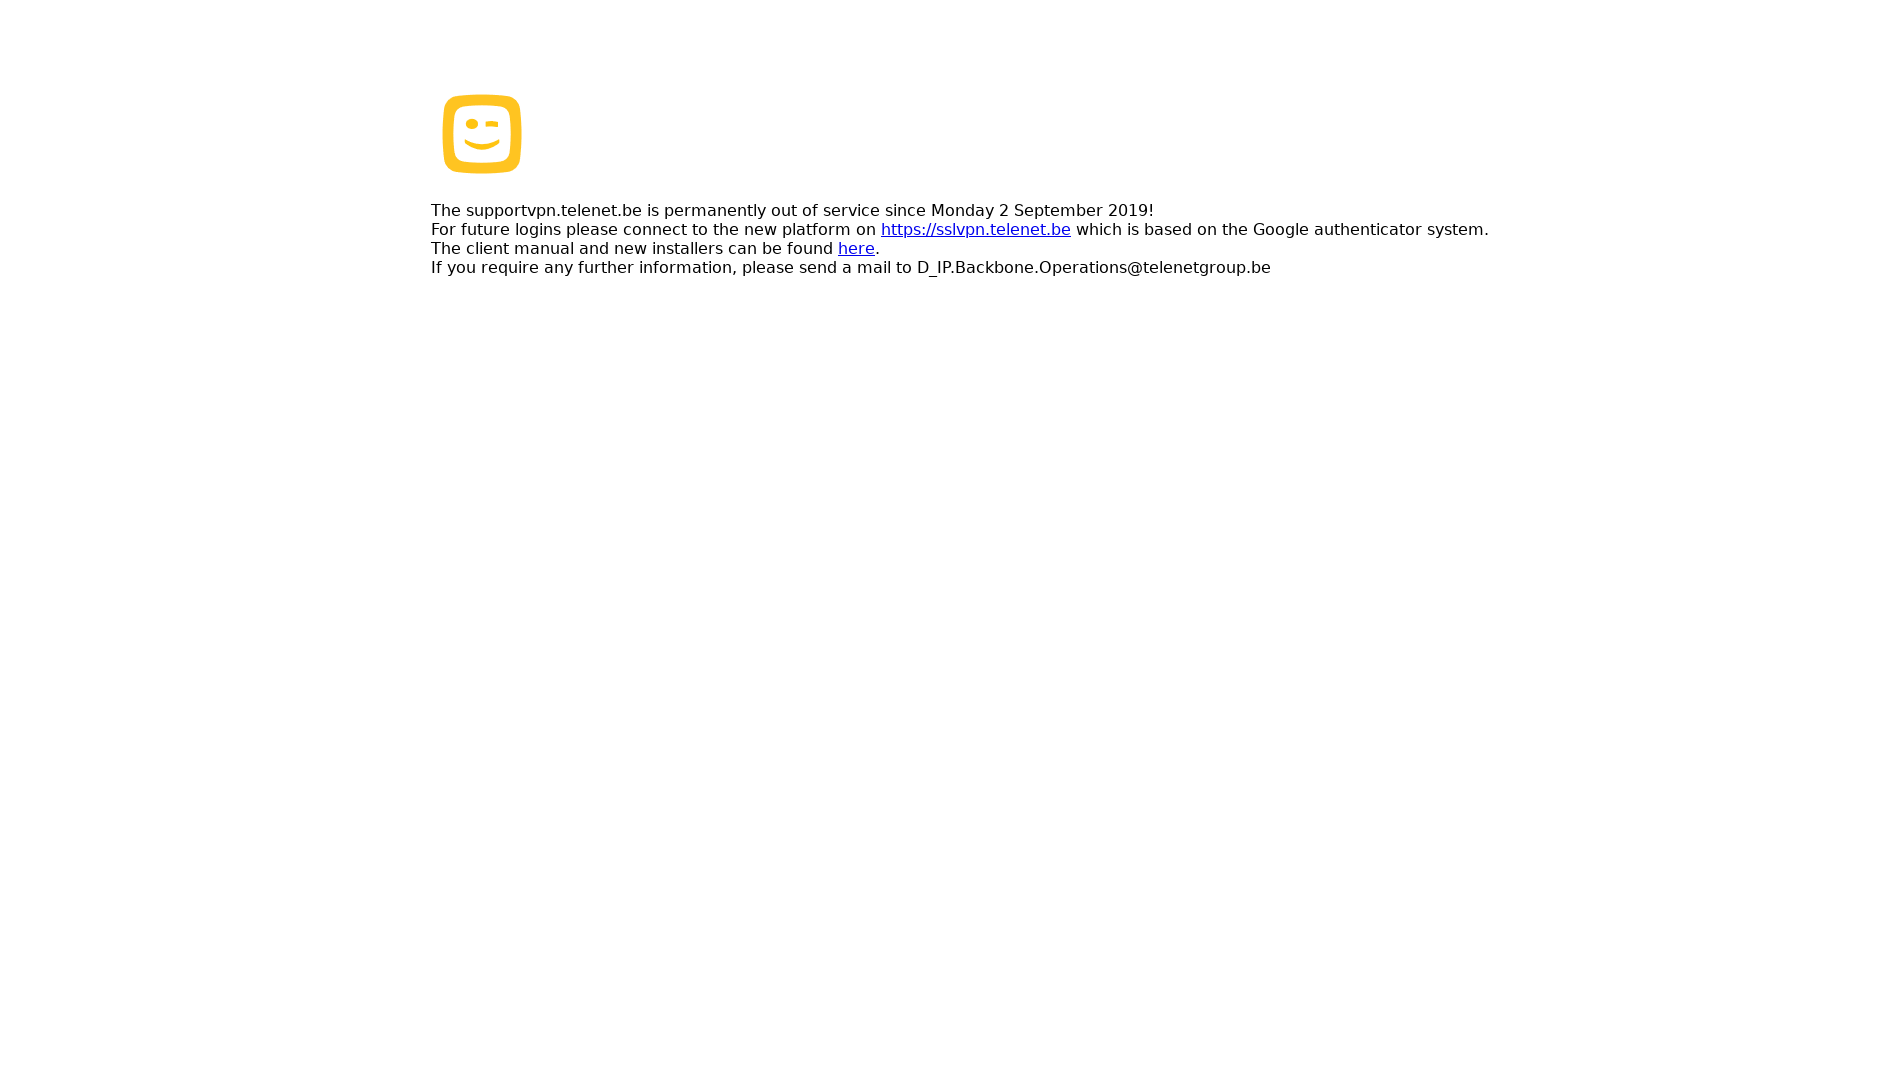 The supportvpn.telenet.be is permanently out of service since Monday 2 September 2019!
For future logins please connect to the new platform on https://sslvpn.telenet.be which is based on the Google authenticator system.
The client manual and new installers can be found here.
If you require any further information, please send a mail to D_IP.Backbone.Operations@telenetgroup.be